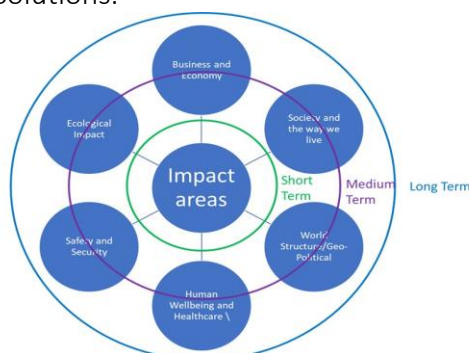 solutions.
Business and
Economy
Ecological
Impact
Society and
the way we
live
Impact
areas
Short
Term
Medium
Term
Long Term
Safety and
Security
World
Structure/Geo-
Political
Human
Wellbeing and
Healthcare \